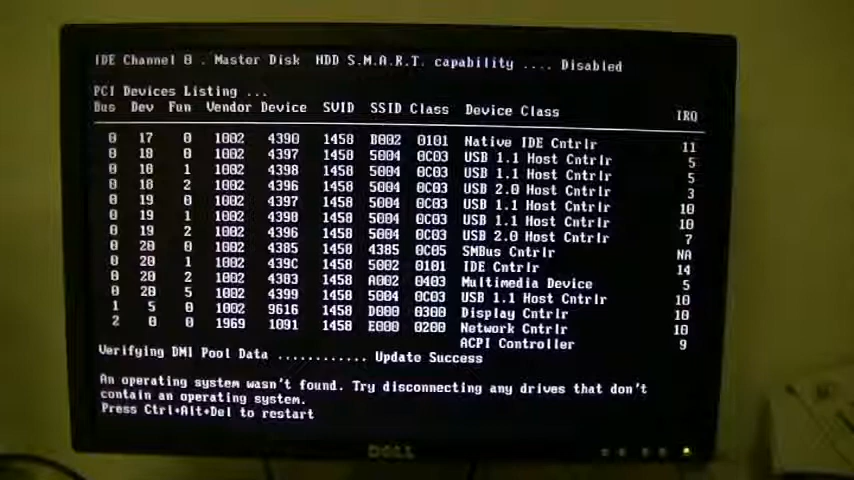 IDE Channel 0 . Master Disk HDD S.M.A.R.T. capability .... Disabled
PCI Devices Listing ...
Bus Dev Fun Vendor Device SVID SSID Class Device Class IRQ
0 17 0 1002 4390 1458 B002 0101 Native IDE Cntrlr 11
0 18 0 1002 4397 1458 5004 0C03 USB 1.1 Host Cntrlr 5
0 18 1 1002 4398 1458 5004 0C03 USB 1.1 Host Cntrlr 5
0 18 2 1002 4396 1458 5004 0C03 USB 2.0 Host Cntrlr 3
0 19 0 1002 4397 1458 5004 0C03 USB 1.1 Host Cntrlr 10
0 19 1 1002 4398 1458 5004 0C03 USB 1.1 Host Cntrlr 10
0 19 2 1002 4396 1458 5004 0C03 USB 2.0 Host Cntrlr 7
0 20 0 1002 4385 1458 4385 0C05 SMBus Cntrlr NA
0 20 1 1002 439C 1458 5002 0101 IDE Cntrlr 14
0 20 2 1002 4383 1458 A002 0403 Multimedia Device 5
0 20 5 1002 4399 1458 5004 0C03 USB 1.1 Host Cntrlr 10
1 5 0 1002 9616 1458 D000 0300 Display Cntrlr 10
2 0 0 1969 1091 1458 E000 0200 Network Cntrlr 10
ACPI Controller 9
Verifying DMI Pool Data ............ Update Success
An operating system wasn't found. Try disconnecting any drives that don't
contain an operating system.
Press Ctrl+Alt+Del to restart
DELL